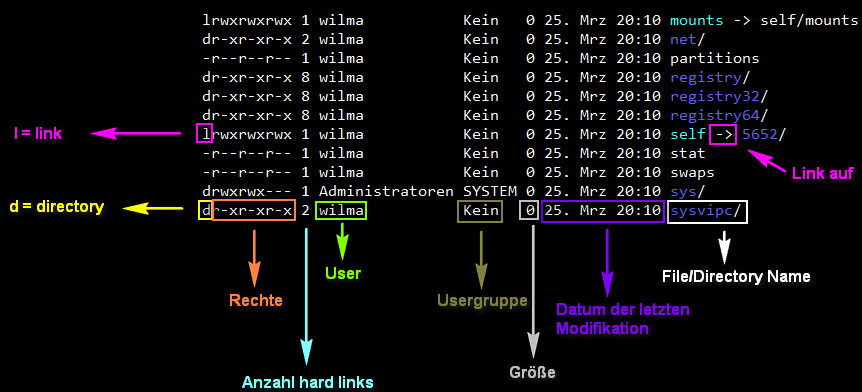 lrwxrwxrwx 1 wilma Kein 0 25. Mrz 20:10 mounts -> self/mounts
dr-xr-xr-x 2 wilma Kein 0 25. Mrz 20:10 net/
-r--r--r-- 1 wilma Kein 0 25. Mrz 20:10 partitions
dr-xr-xr-x 8 wilma Kein 0 25. Mrz 20:10 registry/
dr-xr-xr-x 8 wilma Kein 0 25. Mrz 20:10 registry32/
dr-xr-xr-x 8 wilma Kein 0 25. Mrz 20:10 registry64/
l = link lrwxrwxrwx 1 wilma Kein 0 25. Mrz 20:10 self -> 5652/
-r--r--r-- 1 wilma Kein 0 25. Mrz 20:10 stat
-r--r--r-- 1 wilma Kein 0 25. Mrz 20:10 swaps
Link auf
drwxrwx--- 1 Administratoren SYSTEM 0 25. Mrz 20:10 sys/
d = directory dr-xr-xr-x 2 wilma Kein 0 25. Mrz 20:10 sysvipc/
User
File/Directory Name
Rechte
Usergruppe
Datum der letzten
Modifikation
Größe
Anzahl hard links